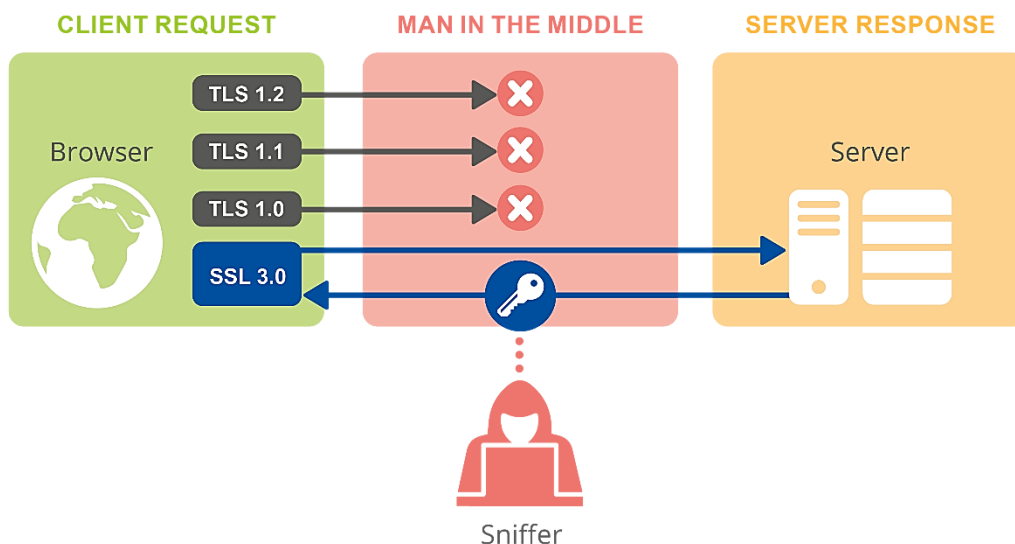 CLIENT REQUEST
MAN IN THE MIDDLE
SERVER RESPONSE
TLS 1.2
Browser
TLS 1.1
Server
TLS 1.0
SSL 3.0
Sniffer